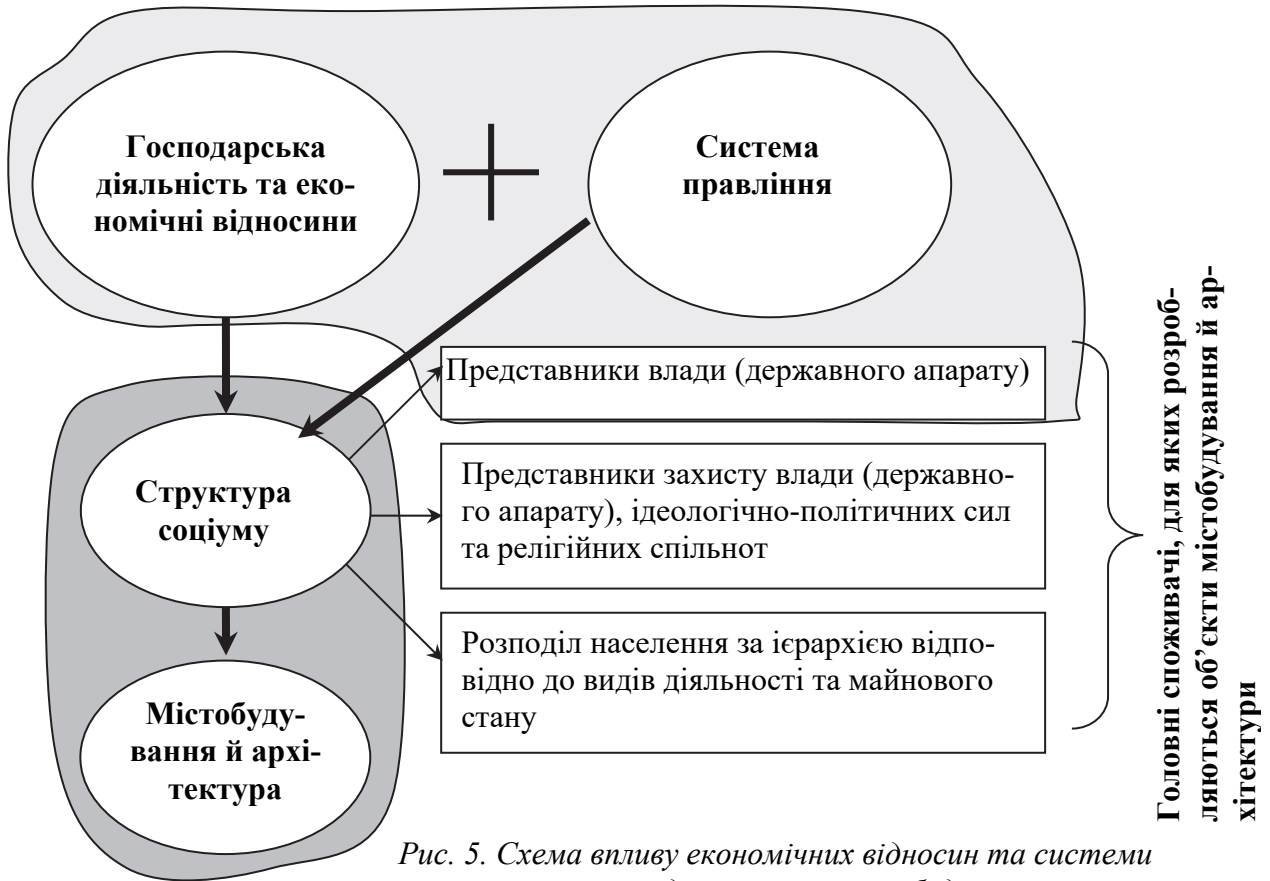 Господарська
діяльність та еко-
номічні відносини
Система
правління
Структура
соціуму
Містобуду-
вання й архі-
тектура
Представники влади (державного апарату)
Представники захисту влади (державно-
го апарату), ідеологічно-політичних сил
та релігійних спільнот
Розподіл населення за ієрархією відпо-
відно до видів діяльності та майнового
стану
Головні споживачі, для яких розроб-
ляються об’єкти містобудування й ар-
хітектури
Рис. 5. Схема впливу економічних відносин та системи